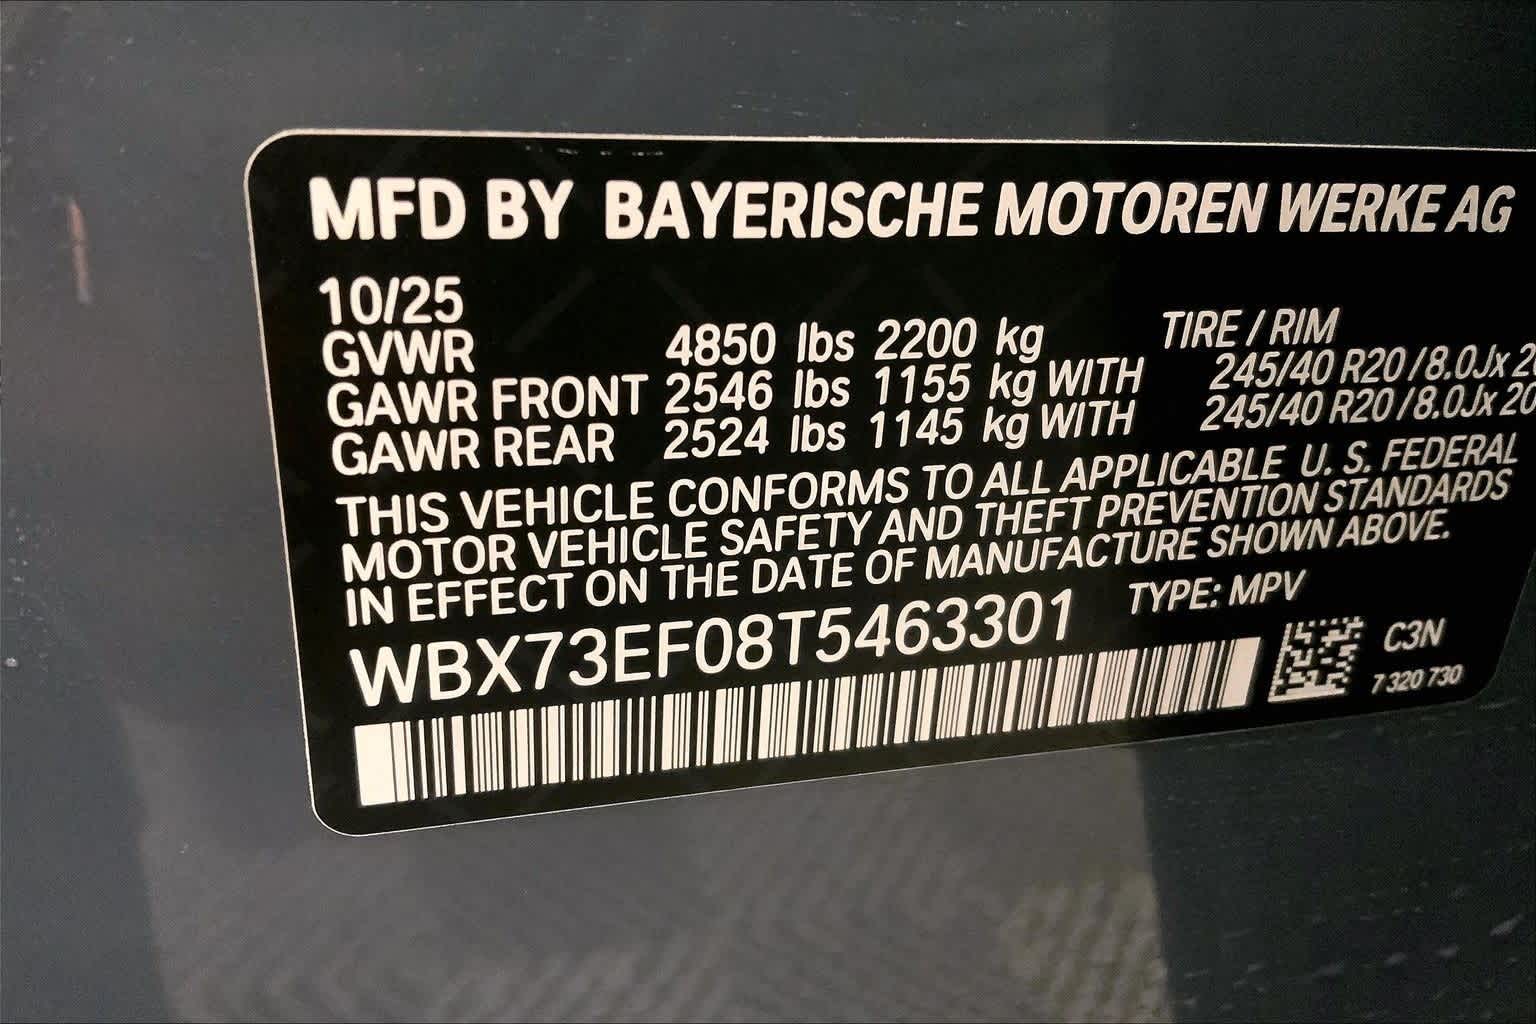 MFD BY BAYERISCHE MOTOREN WERKE AG
10/25
GVWR 4850 lbs 2200 kg TIRE / RIM
GAWR FRONT 2546 lbs 1155 kg WITH 245/40 R20 / 8.0Jx
GAWR REAR 2524 lbs 1145 kg WITH 245/40 R20 / 8.0Jx 20
THIS VEHICLE CONFORMS TO ALL APPLICABLE U. S. FEDERAL
MOTOR VEHICLE SAFETY AND THEFT PREVENTION STANDARDS
IN EFFECT ON THE DATE OF MANUFACTURE SHOWN ABOVE.
WBX73EF08T5463301 TYPE: MPV
C3N
7 320 730